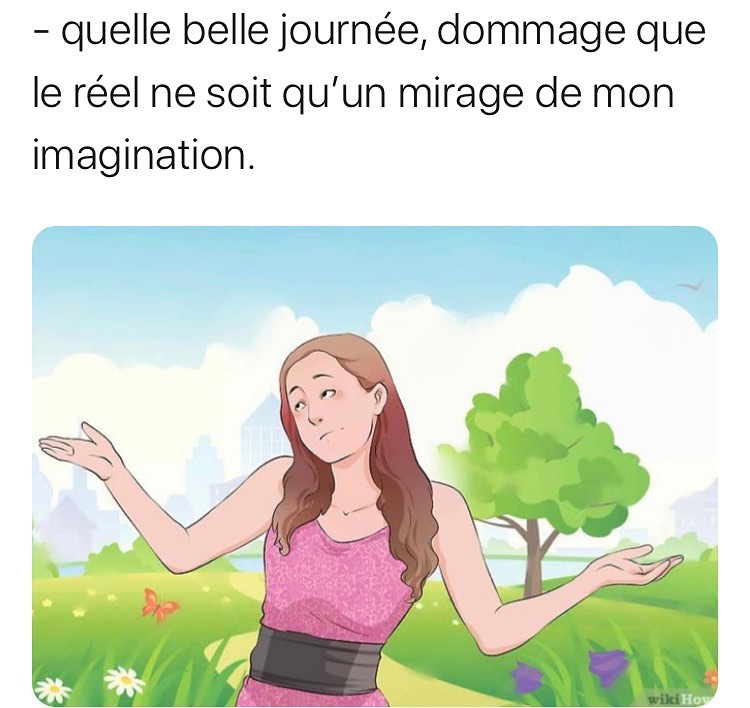 - quelle belle journée, dommage que
le réel ne soit qu’un mirage de mon
imagination.
wikiHow